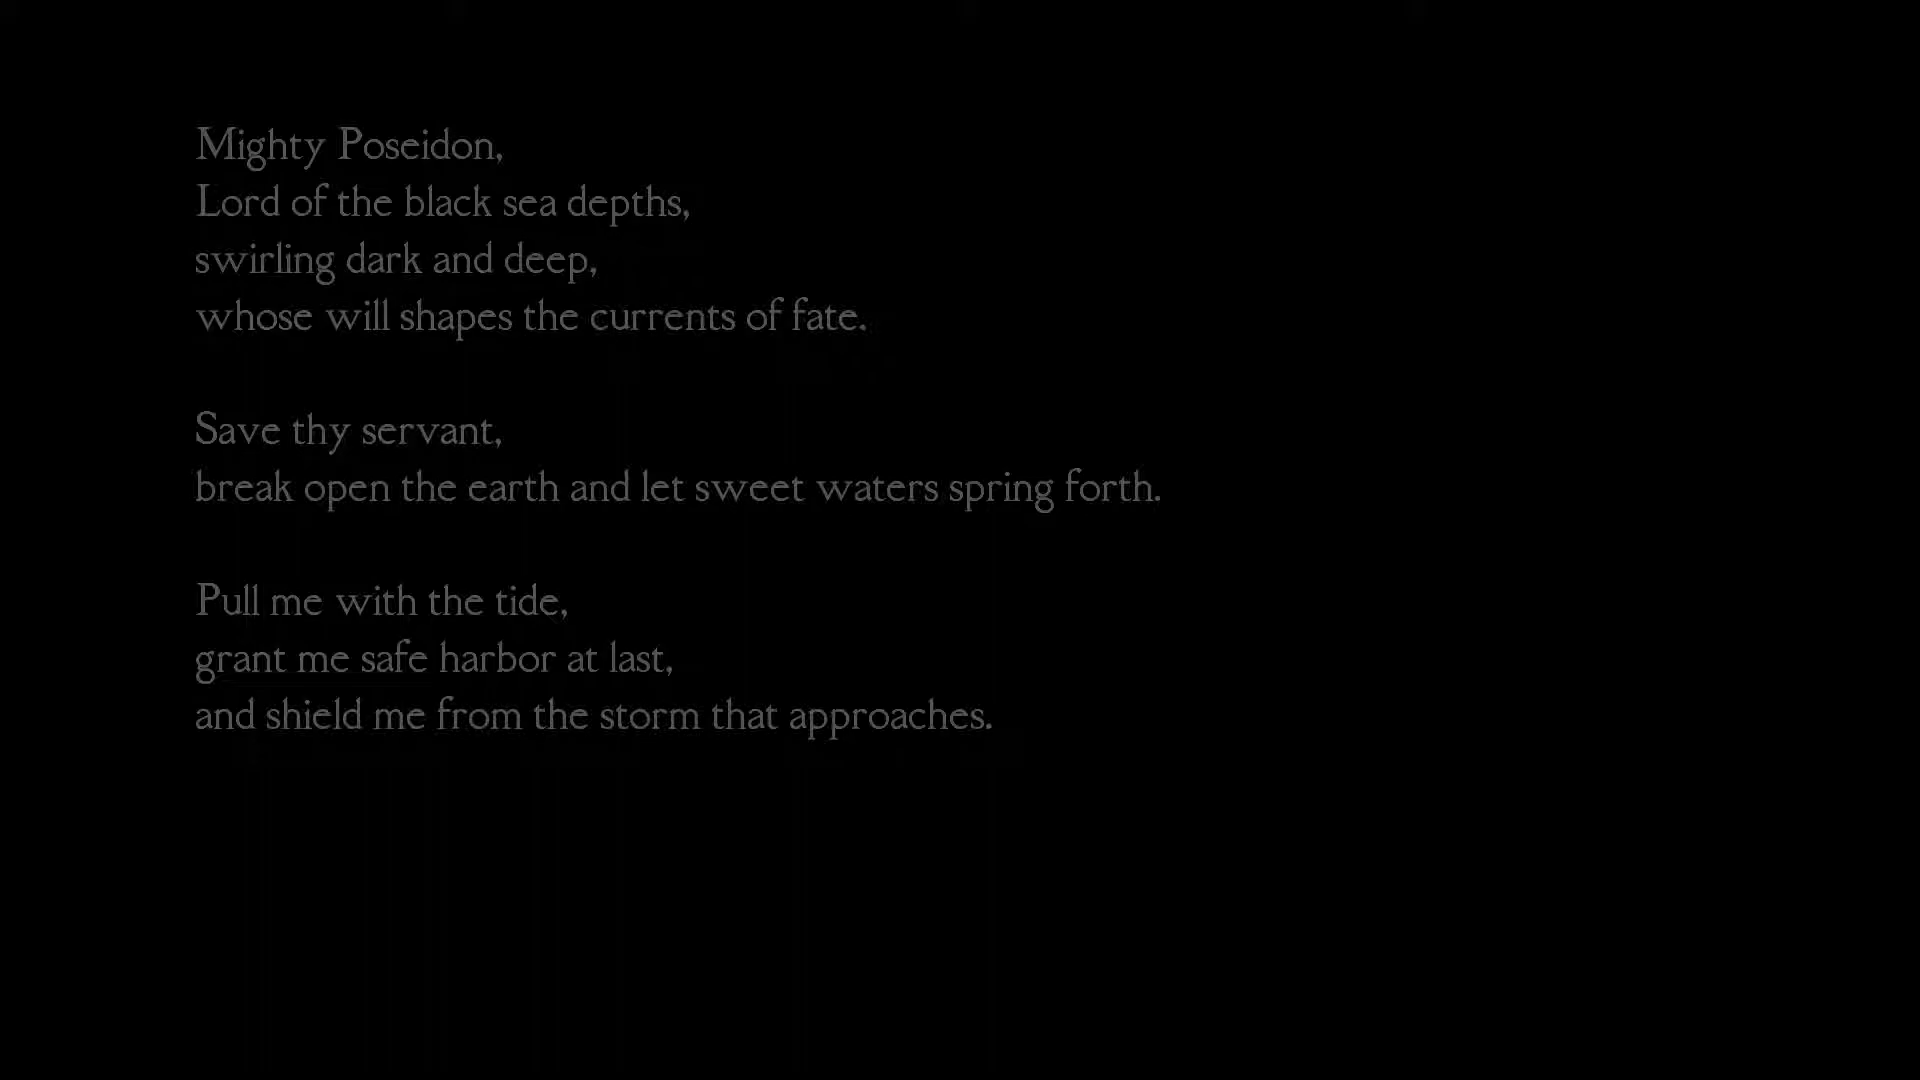 Mighty Poseidon,
Lord of the black sea depths,
swirling dark and deep,
whose will shapes the currents of fate.
Save thy servant,
break open the earth and let sweet waters spring forth.
Pull me with the tide,
grant me safe harbor at last,
and shield me from the storm that approaches.